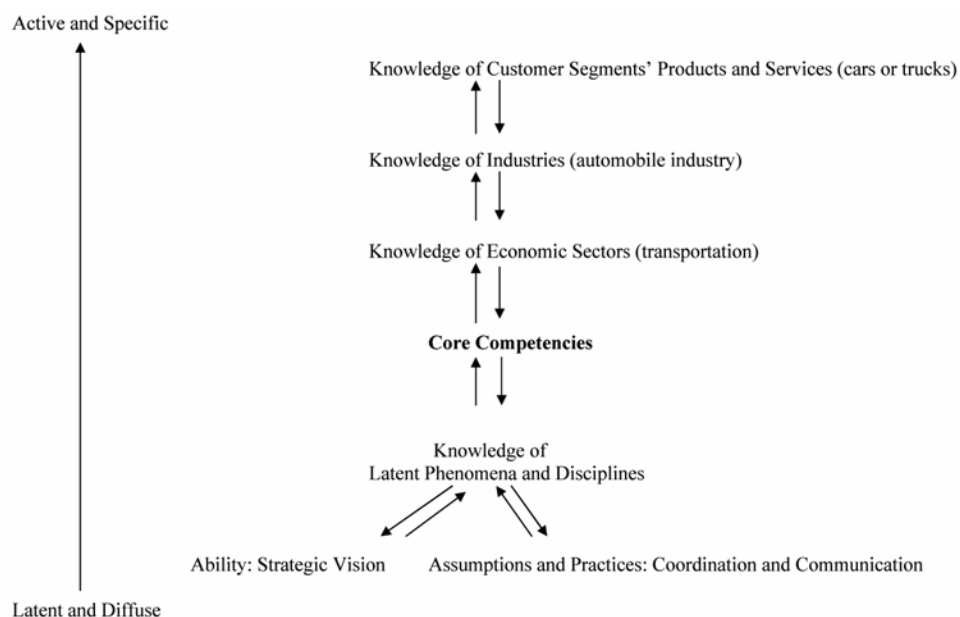 Active and Specific
Knowledge of Customer Segments’ Products and Services (cars or trucks)
Knowledge of Industries (automobile industry)
Knowledge of Economic Sectors (transportation)
Core Competencies
Knowledge of
Latent Phenomena and Disciplines
Ability: Strategic Vision
Assumptions and Practices: Coordination and Communication
Latent and Diffuse